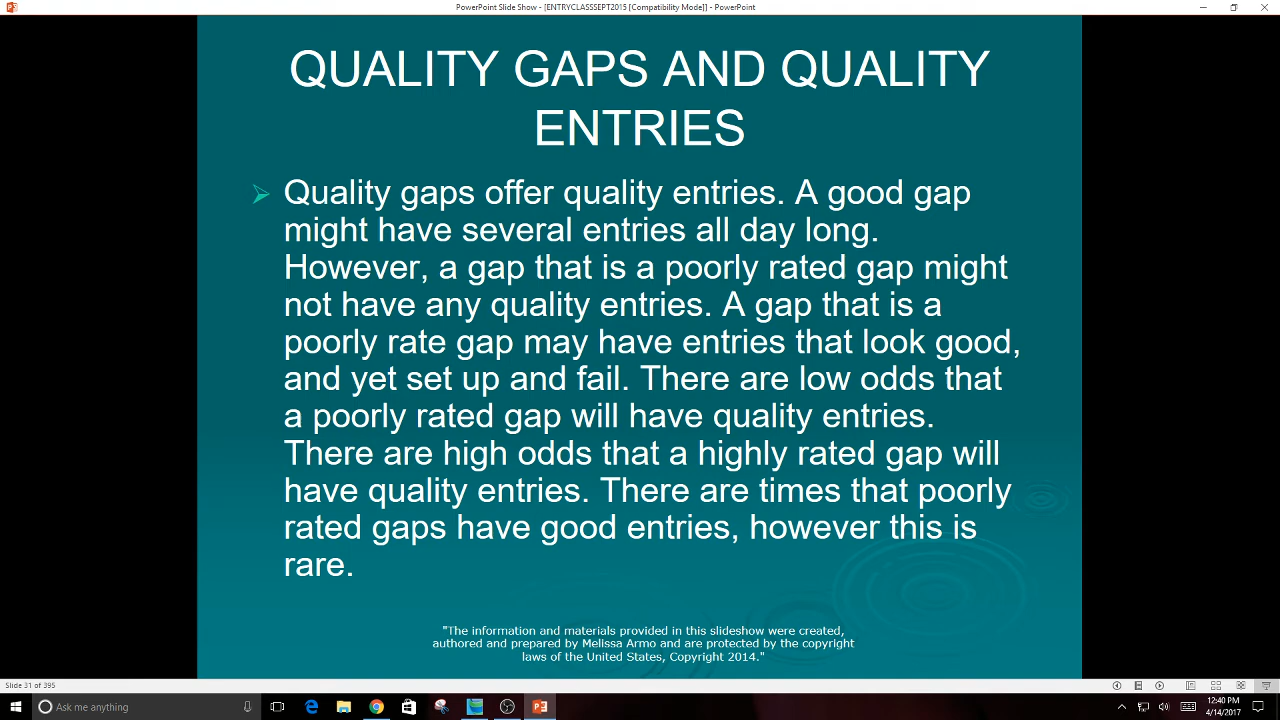 PowerPoint Slide Show - [ENTRYCLASSSEPT2015 [Compatibility Mode]] - PowerPoint
QUALITY GAPS AND QUALITY
ENTRIES
Quality gaps offer quality entries. A good gap
might have several entries all day long.
However, a gap that is a poorly rated gap might
not have any quality entries. A gap that is a
poorly rate gap may have entries that look good,
and yet set up and fail. There are low odds that
a poorly rated gap will have quality entries.
There are high odds that a highly rated gap will
have quality entries. There are times that poorly
rated gaps have good entries, however this is
rare.
"The information and materials provided in this slideshow were created,
authored and prepared by Melissa Armo and are protected by the copyright
laws of the United States, Copyright 2014."
Slide 31 of 395
Ask me anything
12:40 PM
4/14/2017